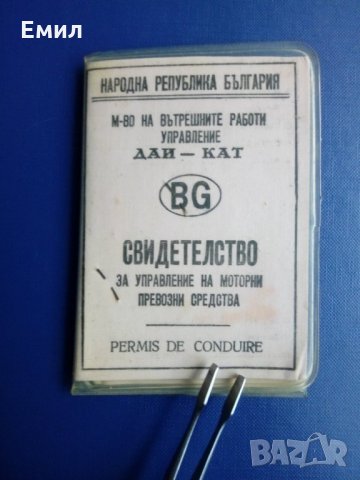 Емил
НАРОДНА РЕПУБЛИКА БЪЛГАРИЯ
М-ВО НА ВЪТРЕШНИТЕ РАБОТИ
УПРАВЛЕНИЕ
ДАИ — КАТ
BG
СВИДЕТЕЛСТВО
ЗА УПРАВЛЕНИЕ НА МОТОРНИ
ПРЕВОЗНИ СРЕДСТВА
PERMIS DE CONDUIRE
BAZAR